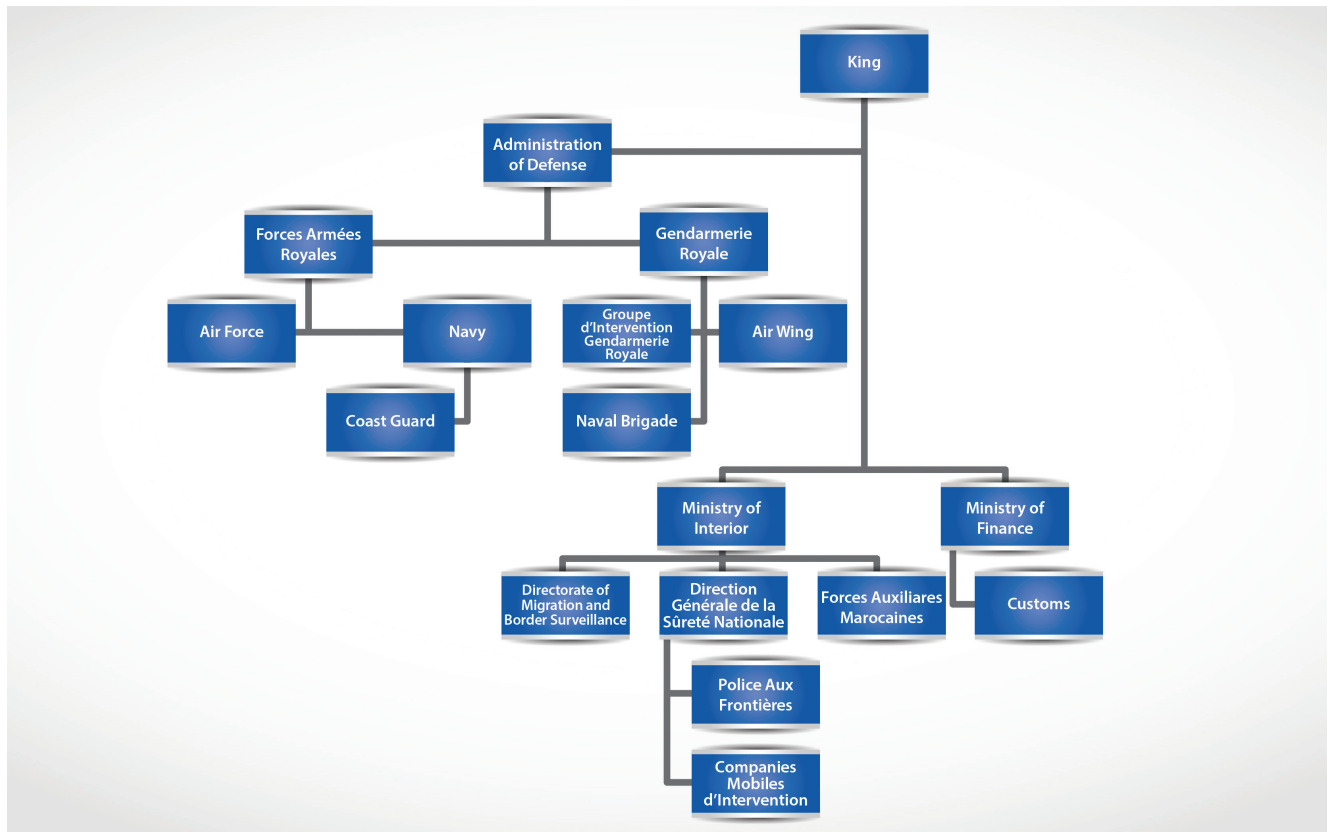 King
Administration
of Defense
Forces Armées
Royales
Gendarmerie
Royale
Air Force
Navy
Groupe
d'Intervention
Gendarmerie
Royale
Air Wing
Coast Guard
Naval Brigade
Ministry of
Interior
Ministry of
Finance
Directorate of
Migration and
Border Surveillance
Direction
Générale de la
Sûreté Nationale
Forces Auxiliares
Marocaines
Customs
Police Aux
Frontières
Companies
Mobiles
d'Intervention